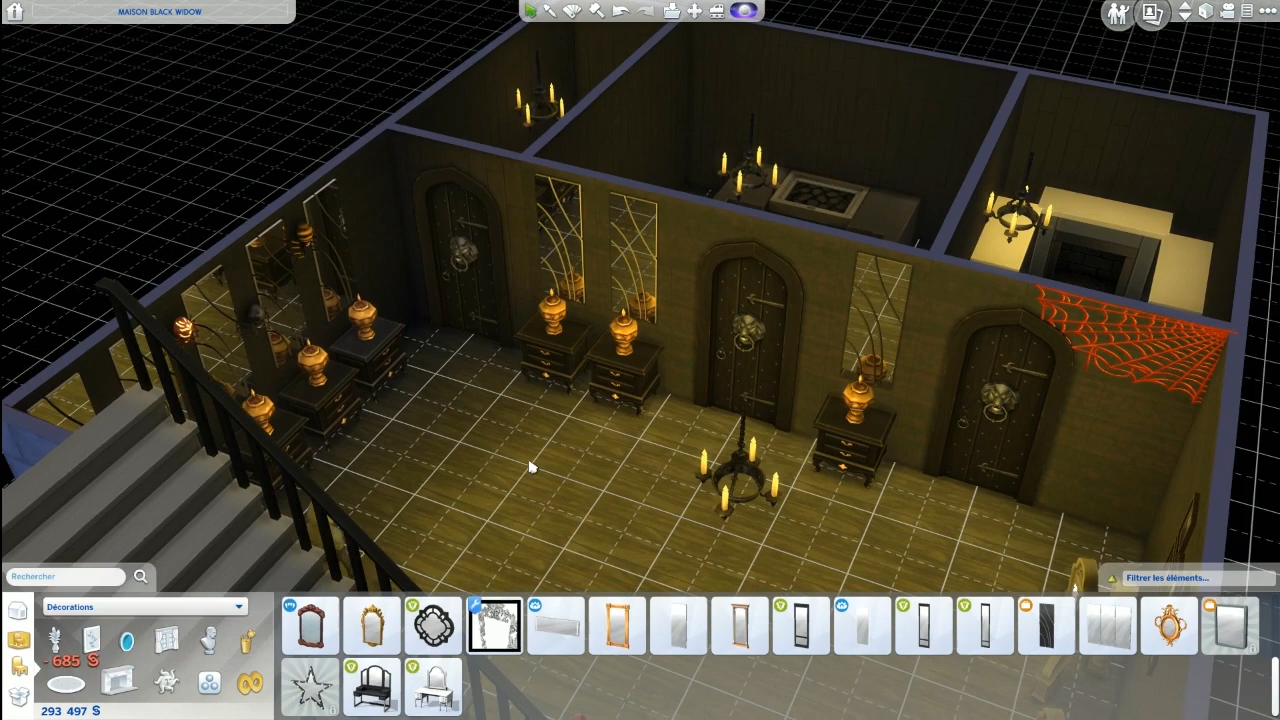 MAISON BLACK WIDOW
Rechercher
Filtrer les éléments...
Décorations
- 685 S
293 497 S